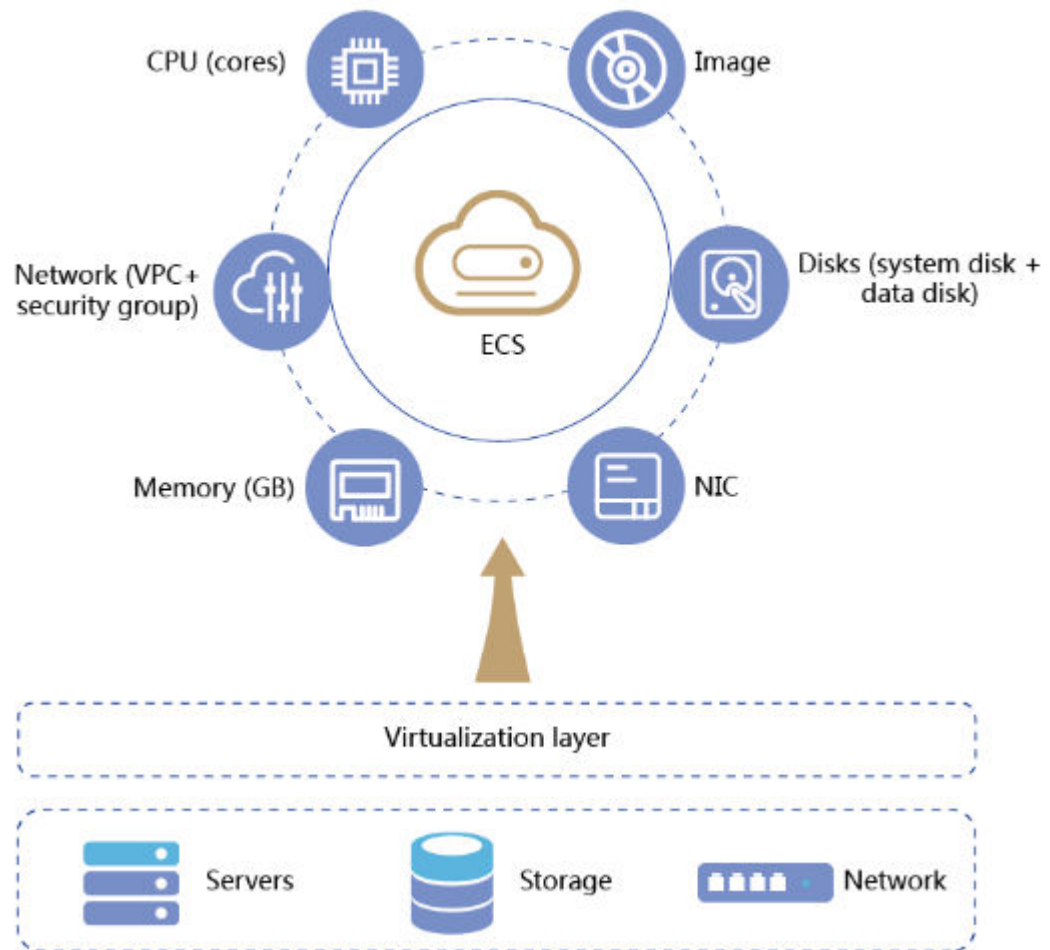 CPU (cores)
Image
Network (VPC+
security group)
Disks (system disk +
data disk)
ECS
Memory (GB)
NIC
Virtualization layer
Servers
Storage
Network